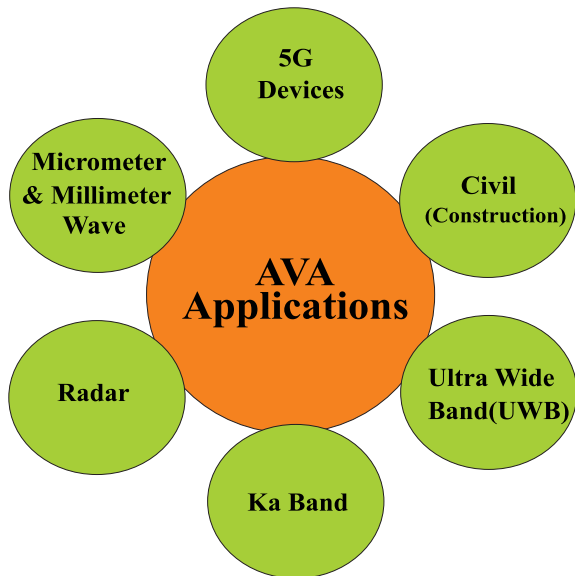 5G
Devices
Micrometer
& Millimeter
Wave
Civil
(Construction)
AVA
Applications
Radar
Ultra Wide
Band(UWB)
Ka Band